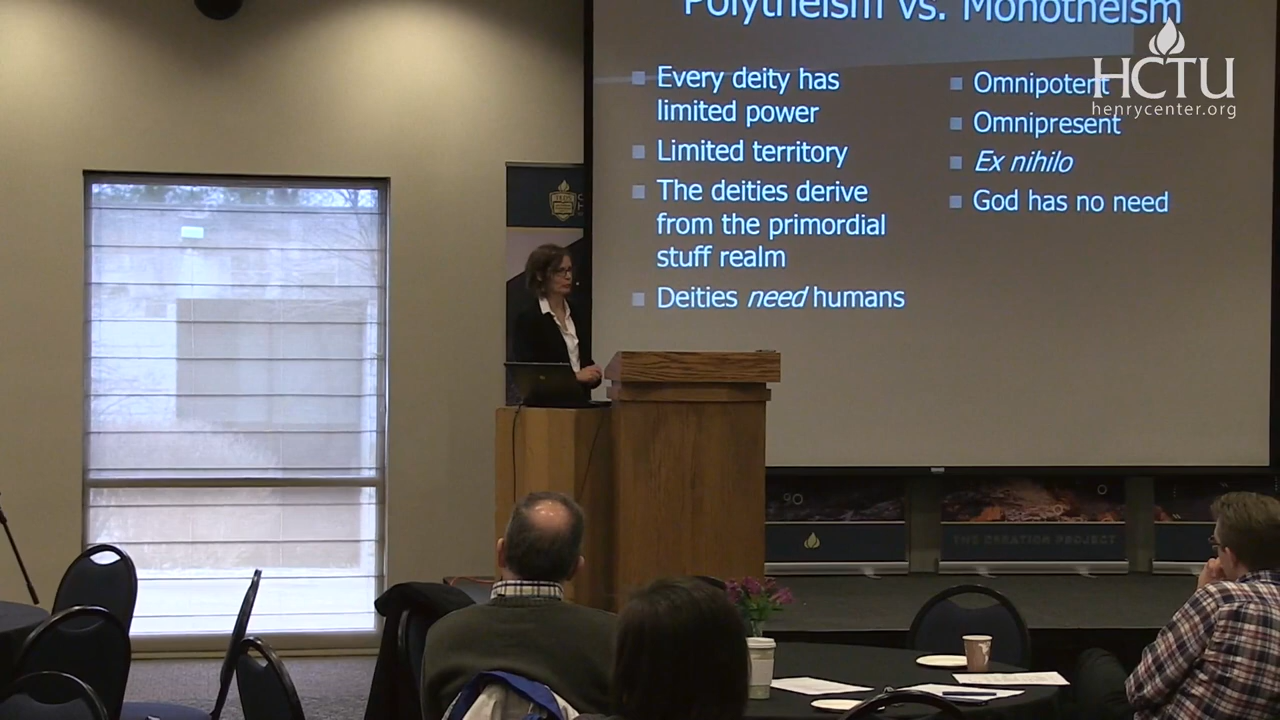 Polytheism vs. Monotheism
Every deity has
limited power
Limited territory
The deities derive
from the primordial
stuff realm
Deities need humans
Omnipotent
Omnipresent
Ex nihilo
God has no need
HCTU
henrycenter.org
THE CREATION PROJECT